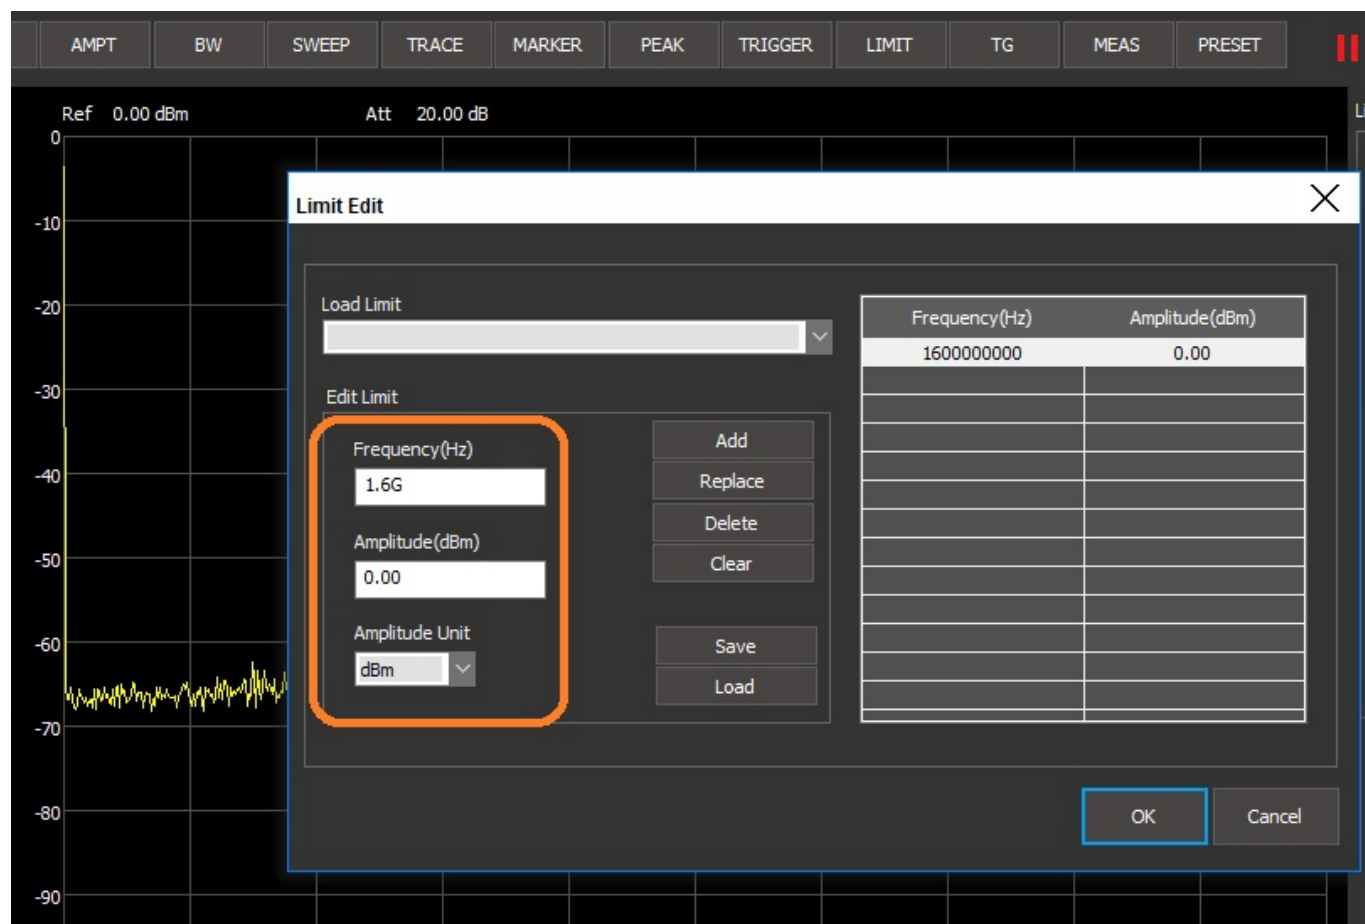 AMPT BW SWEEP TRACE MARKER PEAK TRIGGER LIMIT TG MEAS PRESET
Ref 0.00 dBm Att 20.00 dB
0
-10
-20
-30
-40
-50
-60
-70
-80
-90
Limit Edit
Load Limit
Edit Limit
Frequency(Hz)
1.6G
Amplitude(dBm)
0.00
Amplitude Unit
dBm
Add
Replace
Delete
Clear
Save
Load
Frequency(Hz) Amplitude(dBm)
1600000000 0.00
OK Cancel